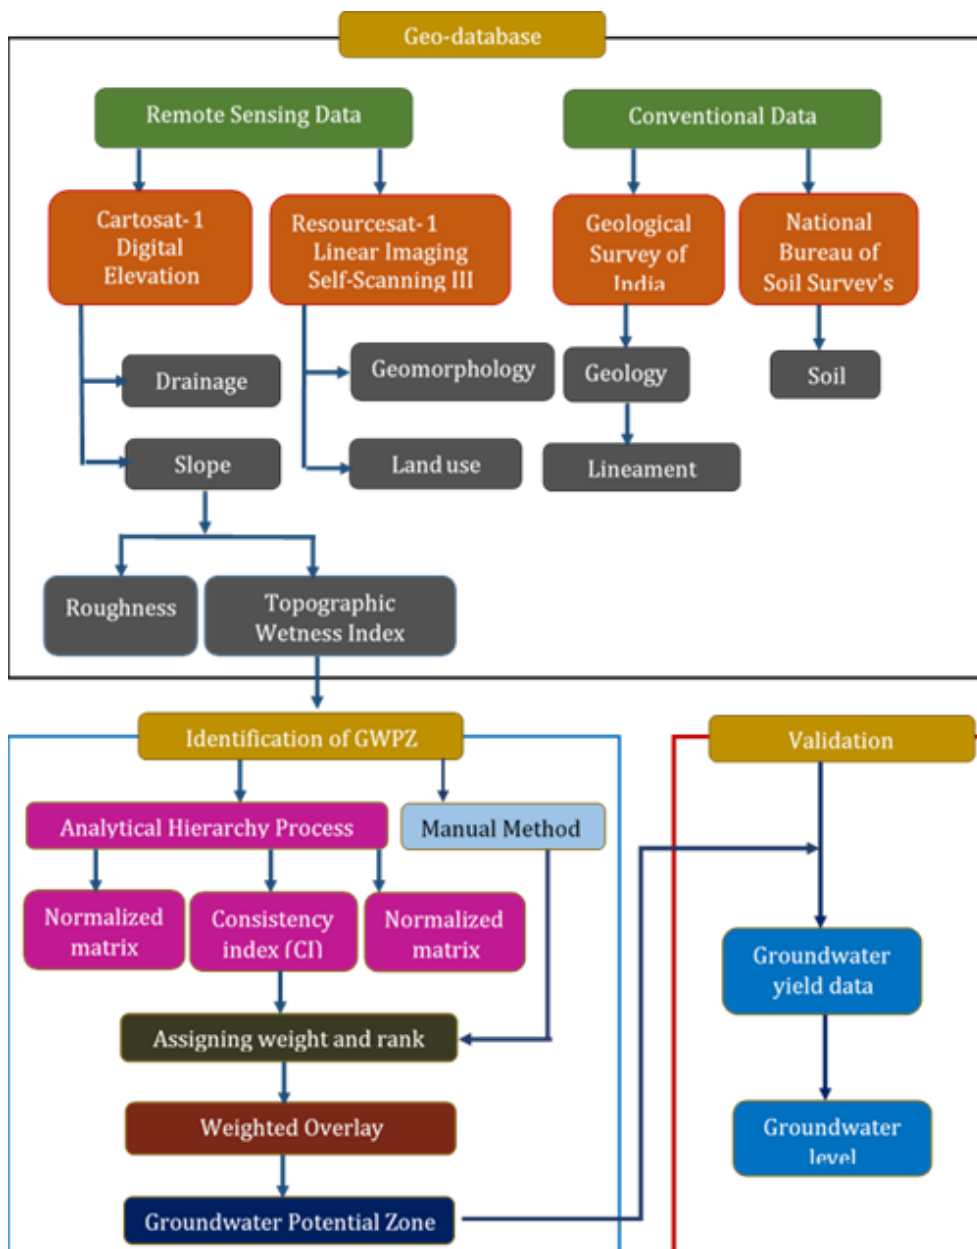 Geo-database
Remote Sensing Data
Conventional Data
Cartosat-1
Digital
Elevation
Resourcesat-1
Linear Imaging
Self-Scanning III
Geological
Survey of
India
National
Bureau of
Soil Survey's
Drainage
Geomorphology
Geology
Soil
Slope
Land use
Lineament
Roughness
Topographic
Wetness Index
Identification of GWPZ
Validation
Analytical Hierarchy Process
Manual Method
Normalized
matrix
Consistency
index (CI)
Normalized
matrix
Groundwater
yield data
Assigning weight and rank
Weighted Overlay
Groundwater
level
Groundwater Potential Zone